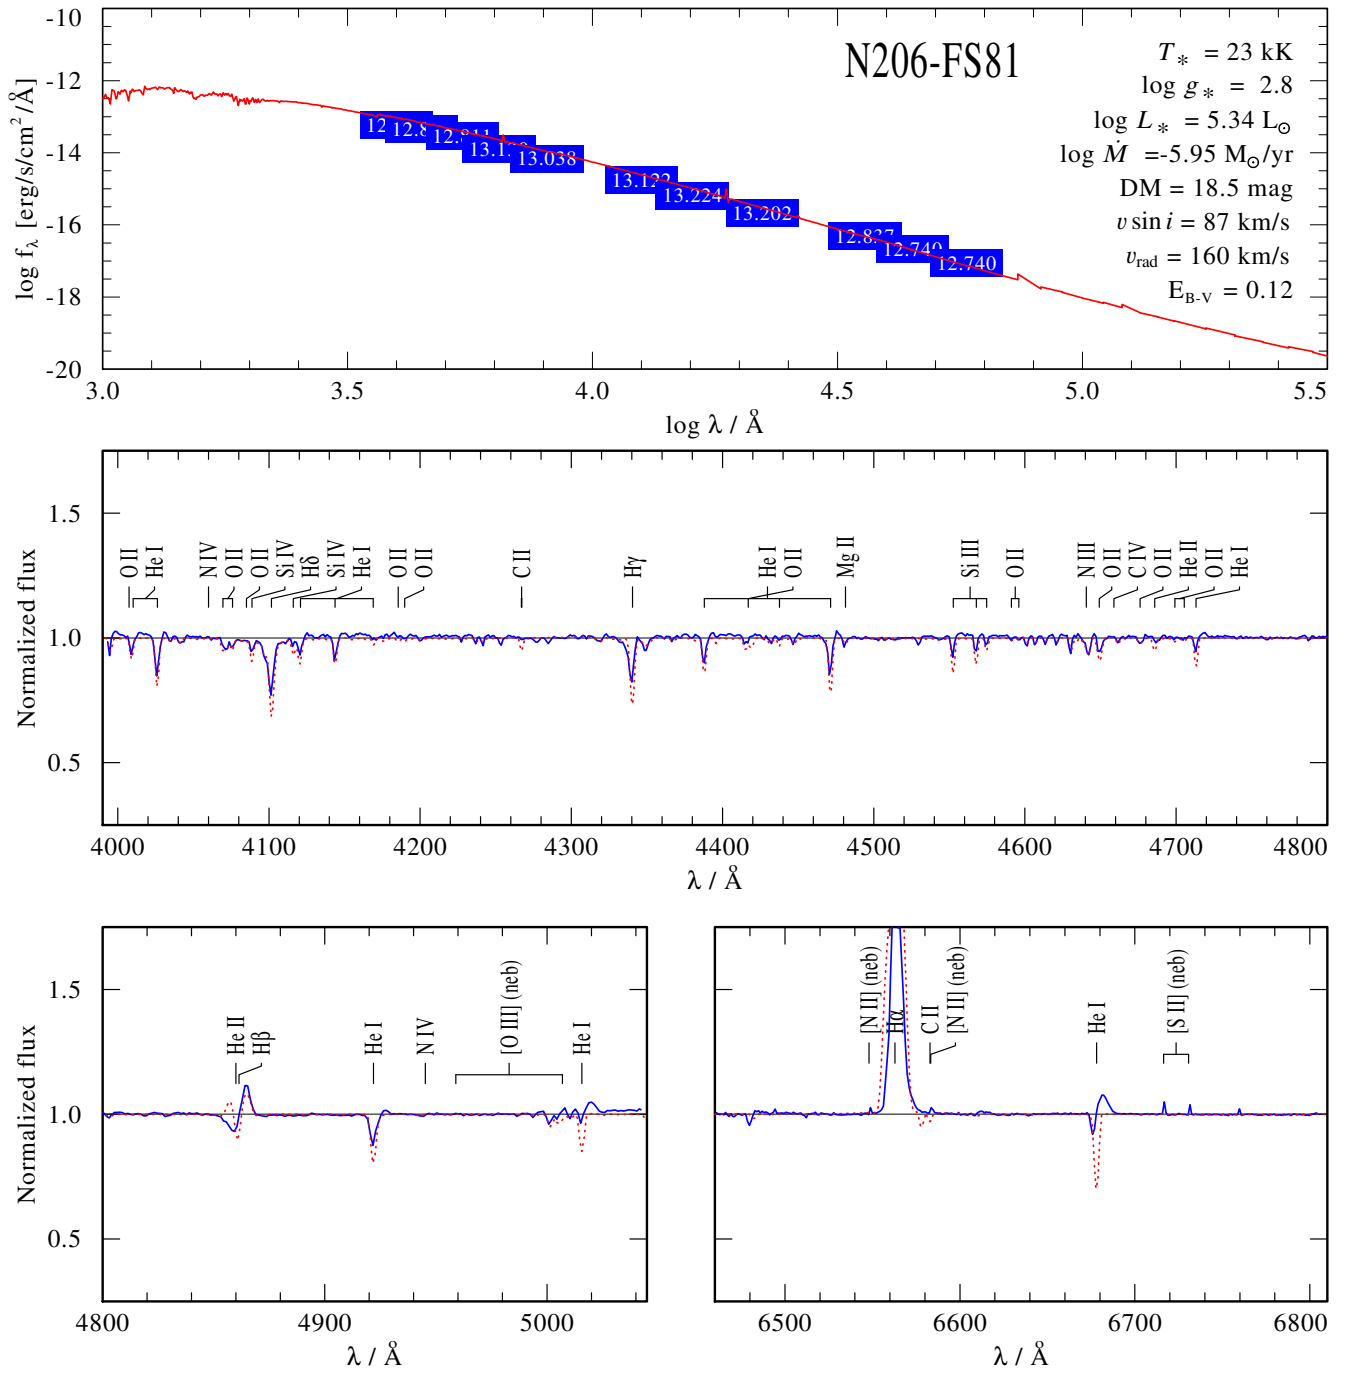 N206-FS81
T* = 23 kK
log g* = 2.8
log L* = 5.34 L⊙
log Ṁ =-5.95 M⊙/yr
DM = 18.5 mag
v sin i = 87 km/s
vrad = 160 km/s
EB-V = 0.12
log fλ [erg/s/cm²/Å]
-10
-12
-14
-16
-18
-20
13.038
13.122
13.224
13.202
12.837
12.740
12.740
3.0 3.5 4.0 4.5 5.0 5.5
log λ / Å
Normalized flux
1.5
1.0
0.5
O II He I N IV O II O II Si IV Hδ Si IV He I O II O II C II Hγ He I O II Mg II Si III O II N III O II C IV O II He II O II He I
4000 4100 4200 4300 4400 4500 4600 4700 4800
λ / Å
Normalized flux
1.5
1.0
0.5
He II Hβ He I N IV [O III] (neb) He I
4800 4900 5000
λ / Å
[N II] (neb) Hα C II [N II] (neb) He I [S II] (neb)
6500 6600 6700 6800
λ / Å